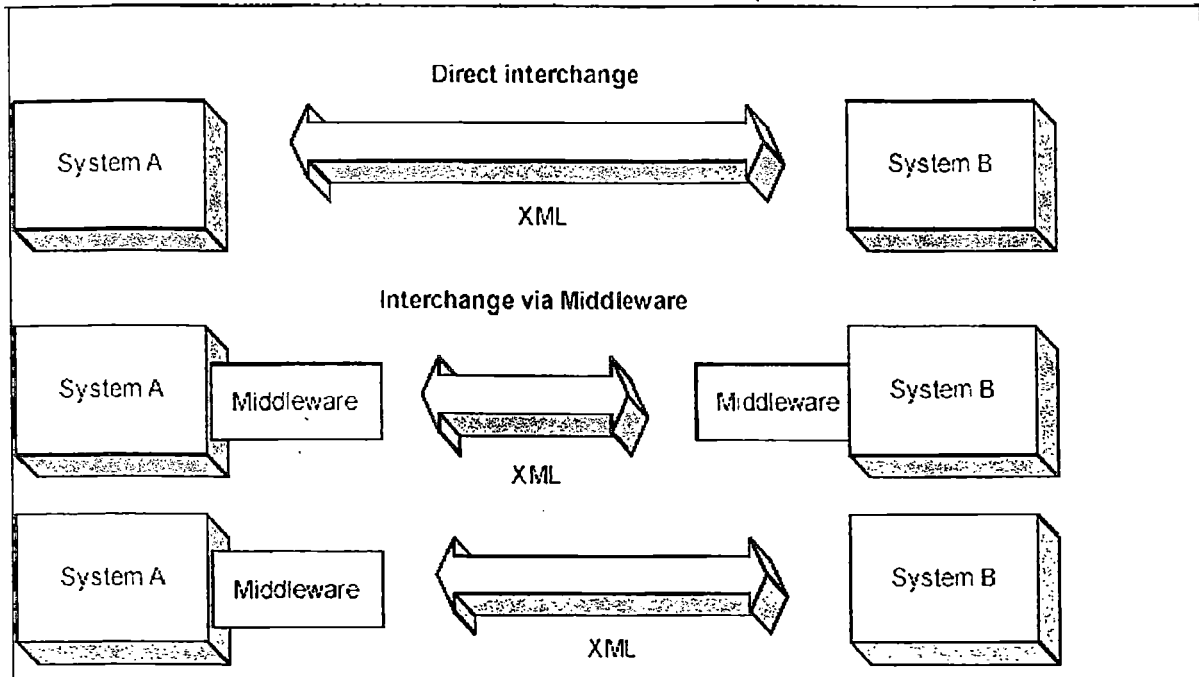 Direct interchange
System A
System B
XML
Interchange via Middleware
System A
Middleware
Middleware
System B
XML
System A
Middleware
System B
XML